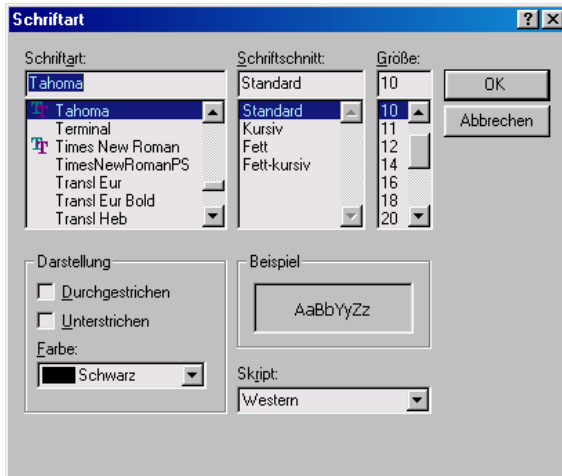 Schriftart
Schriftart:
Tahoma
Tahoma
Terminal
Times New Roman
TimesNewRomanPS
Transl Eur
Transl Eur Bold
Transl Heb
Schriftschnitt:
Standard
Standard
Kursiv
Fett
Fett-kursiv
Größe:
10
10
11
12
14
16
18
20
OK
Abbrechen
Darstellung
Durchgestrichen
Unterstrichen
Farbe:
Schwarz
Beispiel
AaBbYyZz
Skript:
Western